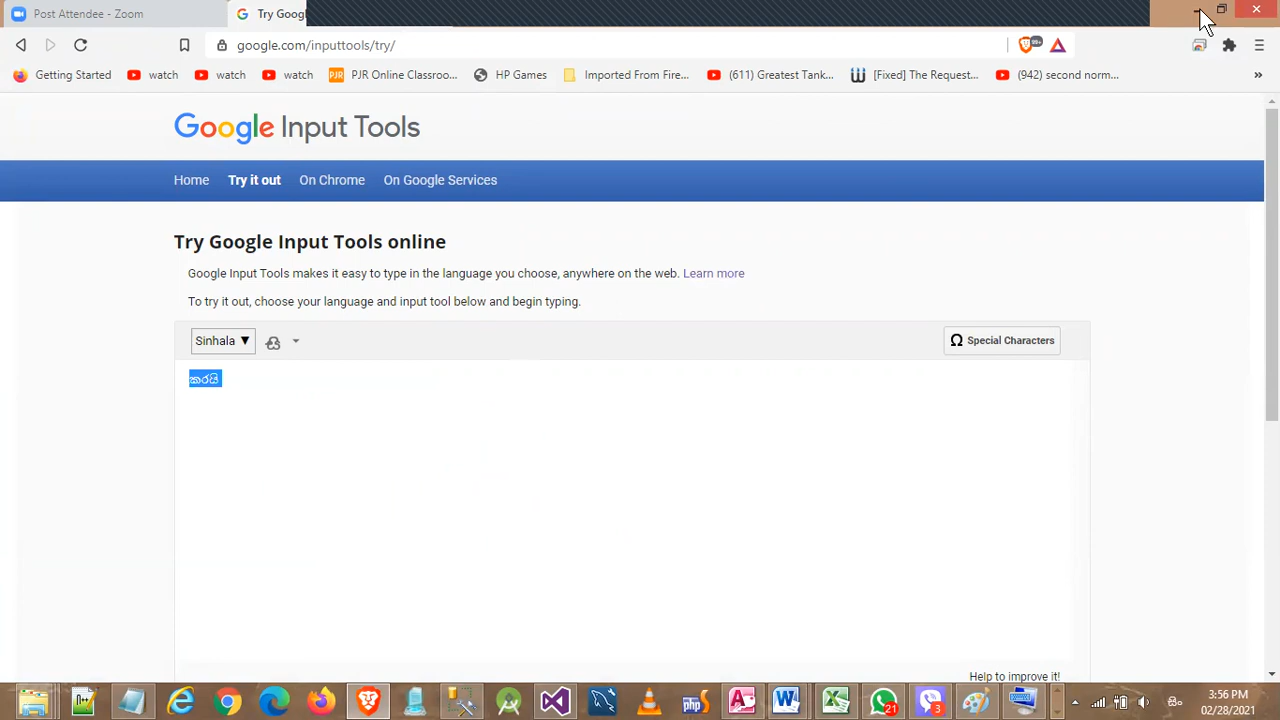 Post Attendee - Zoom
Try Goog
google.com/inputtools/try/
Getting Started
watch
watch
watch
PJR Online Classroo...
HP Games
Imported From Fire...
(611) Greatest Tank...
[Fixed] The Request...
(942) second norm...
»
Google Input Tools
Home
Try it out
On Chrome
On Google Services
Try Google Input Tools online
Google Input Tools makes it easy to type in the language you choose, anywhere on the web. Learn more
To try it out, choose your language and input tool below and begin typing.
Sinhala ▼
Ω Special Characters
කරයි
Help to improve it!
21
3
3:56 PM
02/28/2021